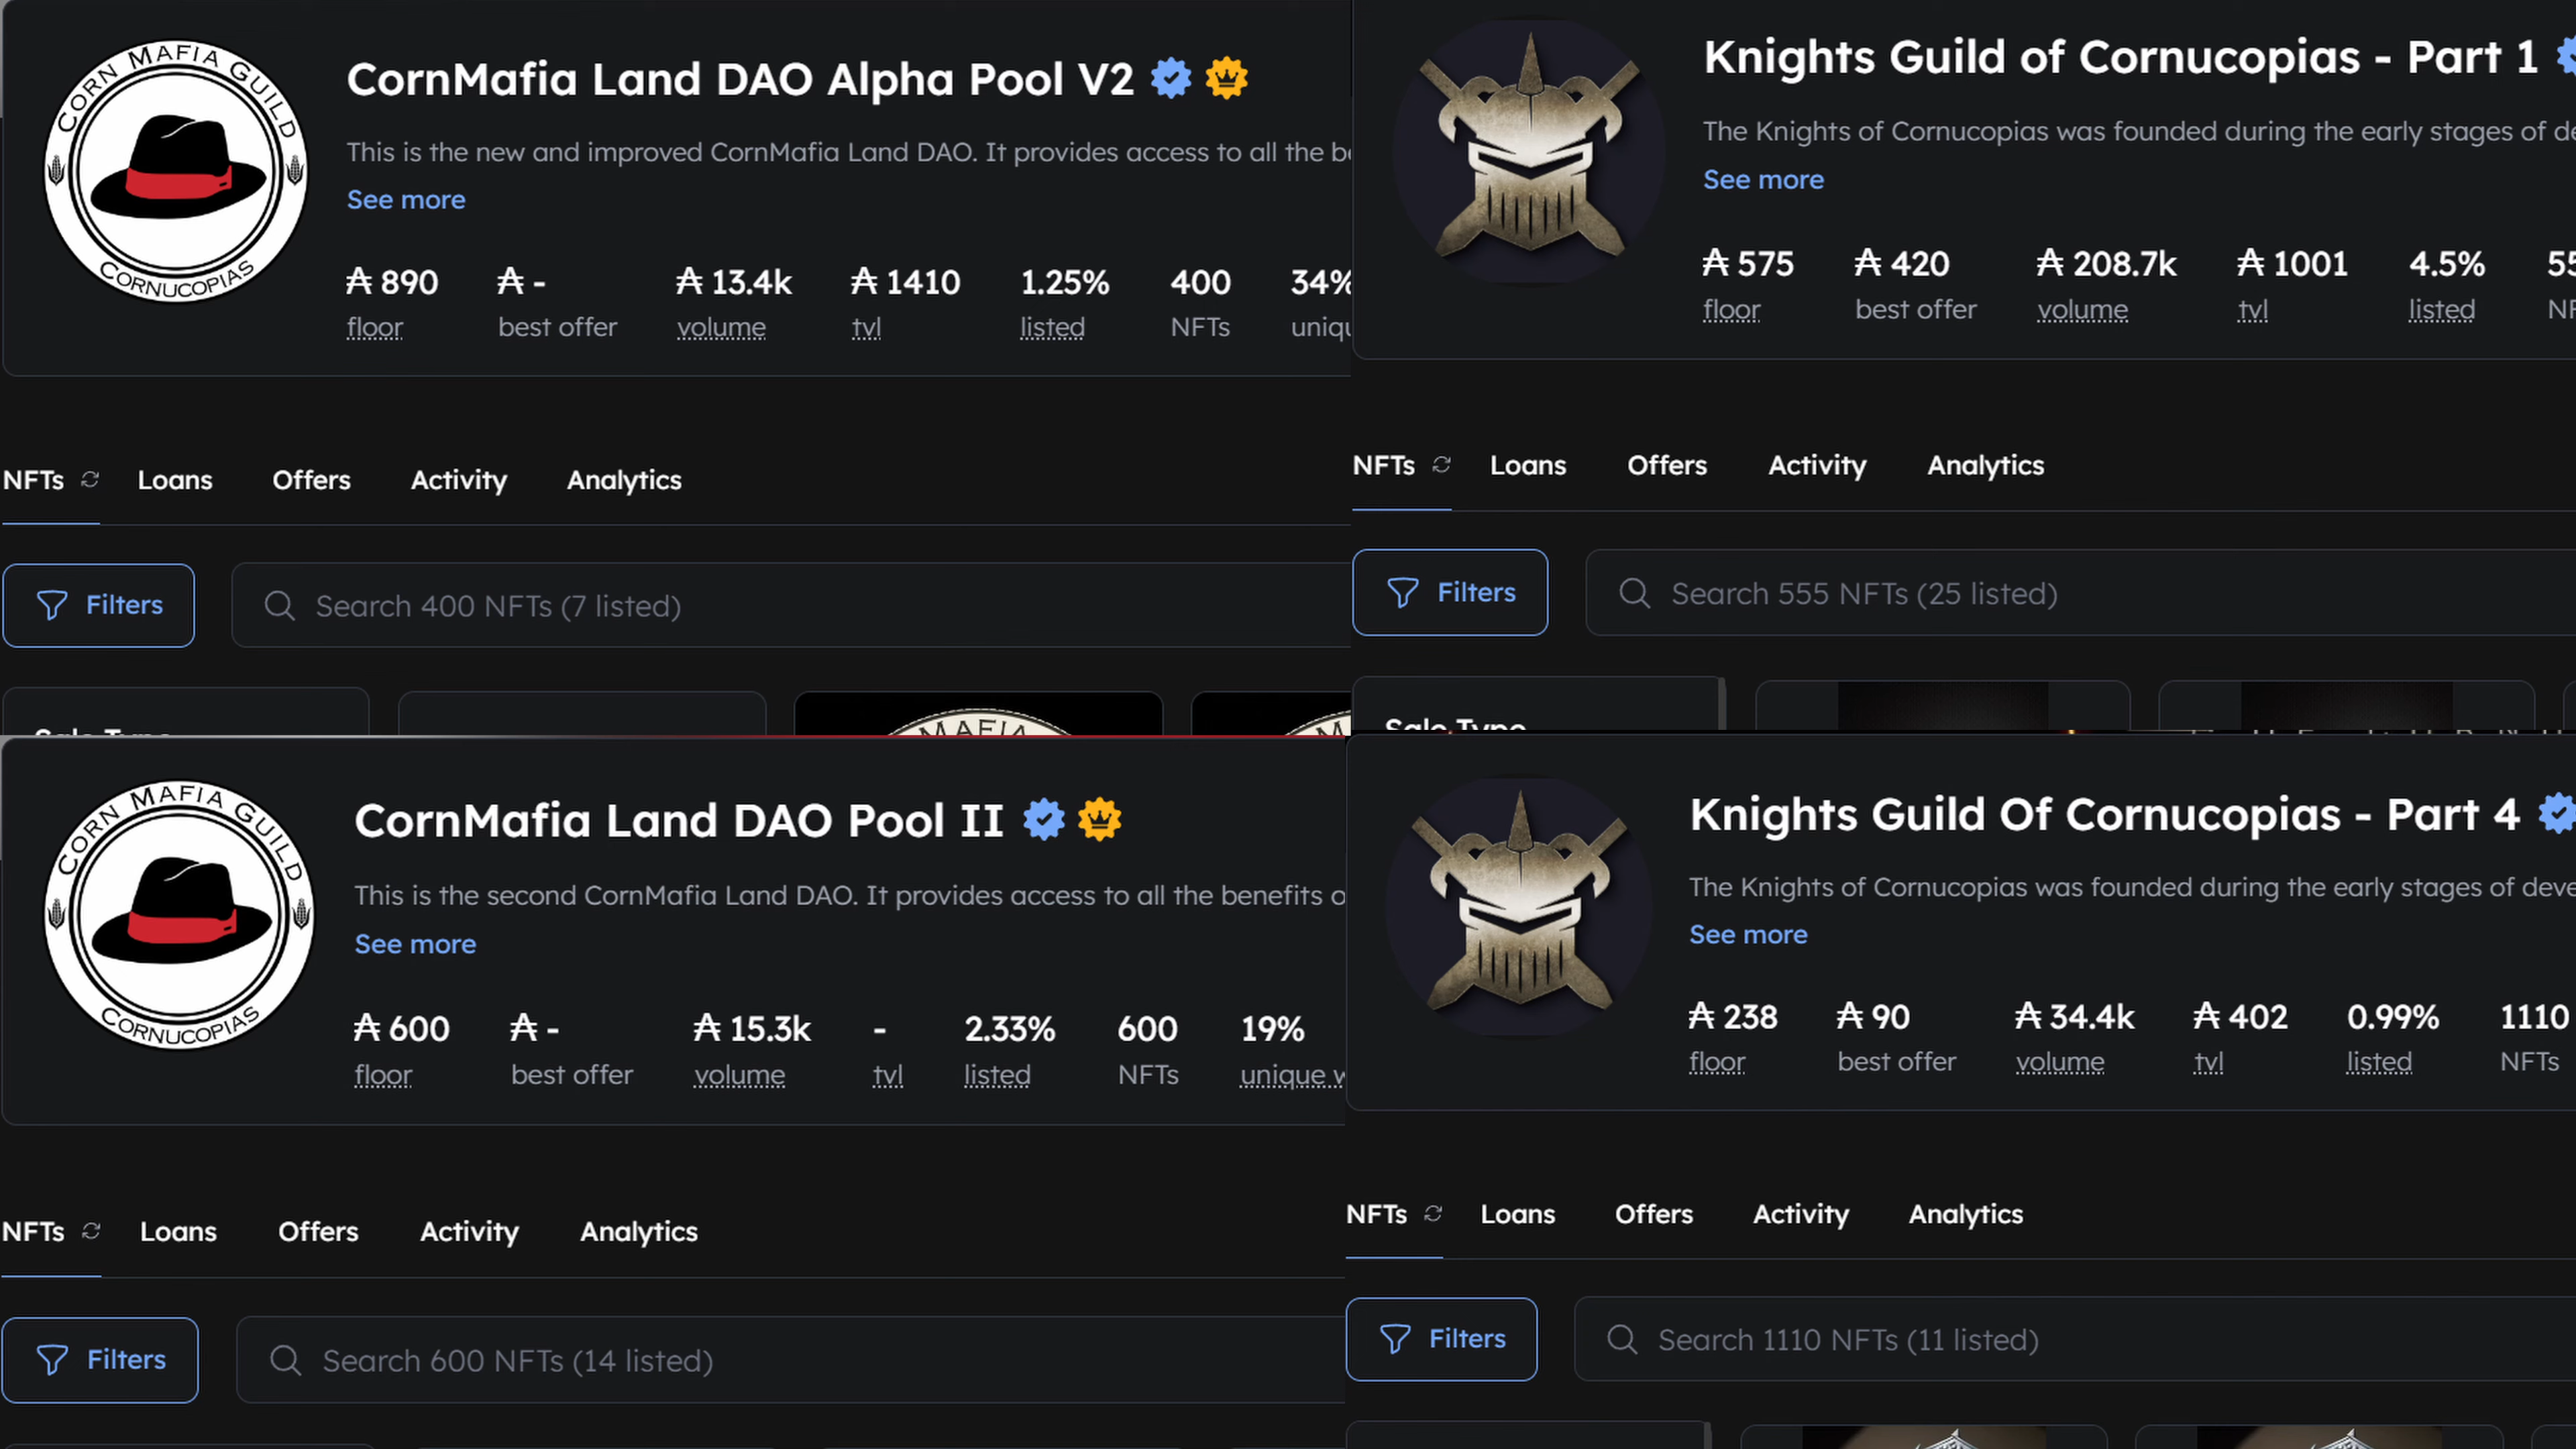 CORN MAFIA GUILD
CORNUCOPIAS
CornMafia Land DAO Alpha Pool V2
This is the new and improved CornMafia Land DAO. It provides access to all the
See more
₳ 890 ₳ - ₳ 13.4k ₳ 1410 1.25% 400 34%
floor best offer volume tvl listed NFTs uniqu
NFTs Loans Offers Activity Analytics
Filters
Search 400 NFTs (7 listed)
Sale Type
MAFIA
Knights Guild of Cornucopias - Part 1
The Knights of Cornucopias was founded during the early stages of de
See more
₳ 575 ₳ 420 ₳ 208.7k ₳ 1001 4.5% 55
floor best offer volume tvl listed NF
NFTs Loans Offers Activity Analytics
Filters
Search 555 NFTs (25 listed)
Sale Type
CORN MAFIA GUILD
CORNUCOPIAS
CornMafia Land DAO Pool II
This is the second CornMafia Land DAO. It provides access to all the benefits o
See more
₳ 600 ₳ - ₳ 15.3k - 2.33% 600 19%
floor best offer volume tvl listed NFTs unique w
NFTs Loans Offers Activity Analytics
Filters
Search 600 NFTs (14 listed)
Knights Guild Of Cornucopias - Part 4
The Knights of Cornucopias was founded during the early stages of deve
See more
₳ 238 ₳ 90 ₳ 34.4k ₳ 402 0.99% 1110
floor best offer volume tvl listed NFTs
NFTs Loans Offers Activity Analytics
Filters
Search 1110 NFTs (11 listed)